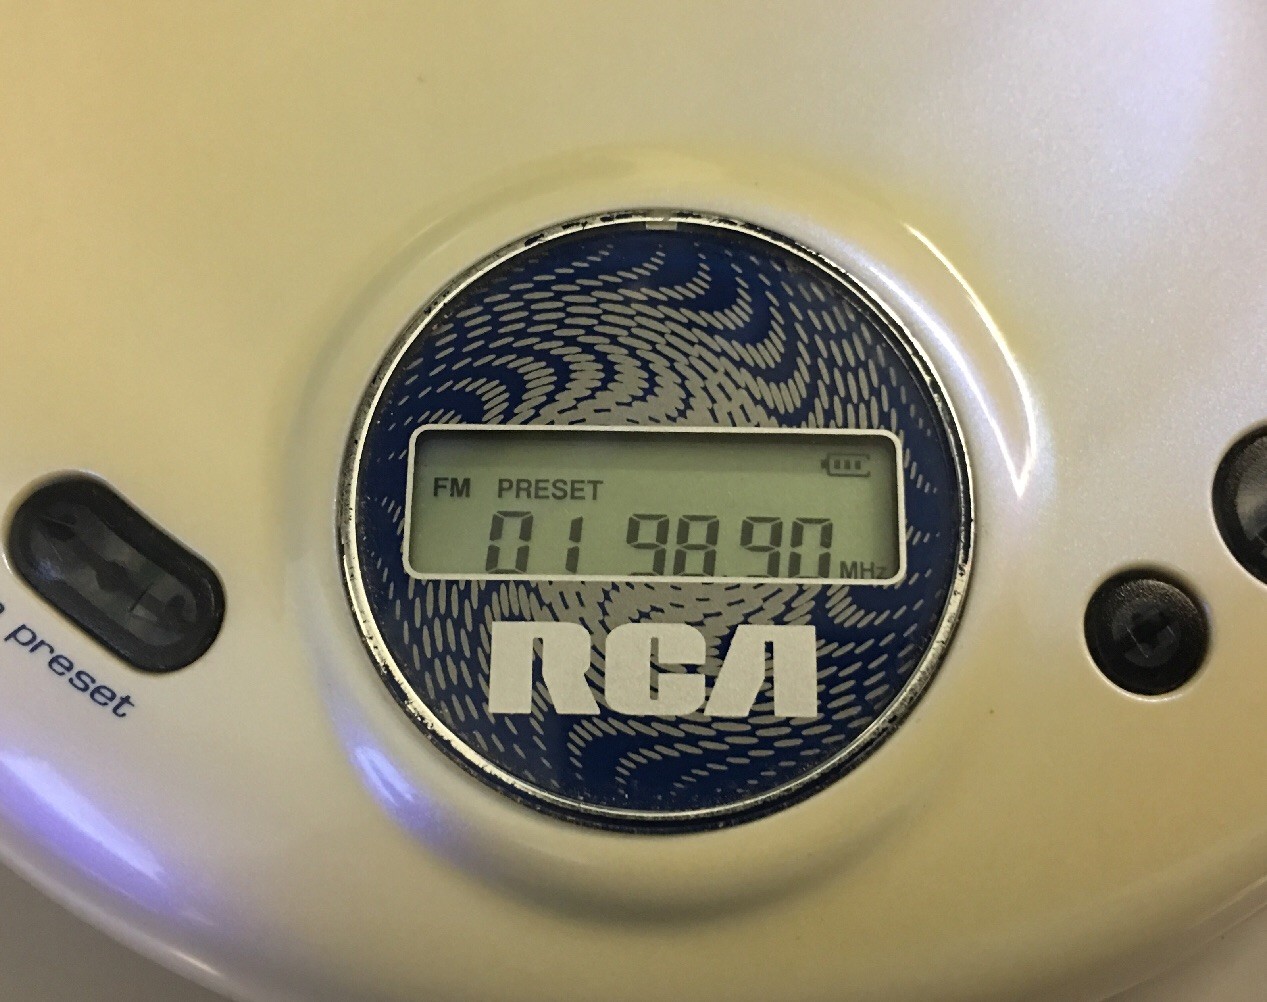 FM PRESET
01 98.90 MHz
RCA
preset